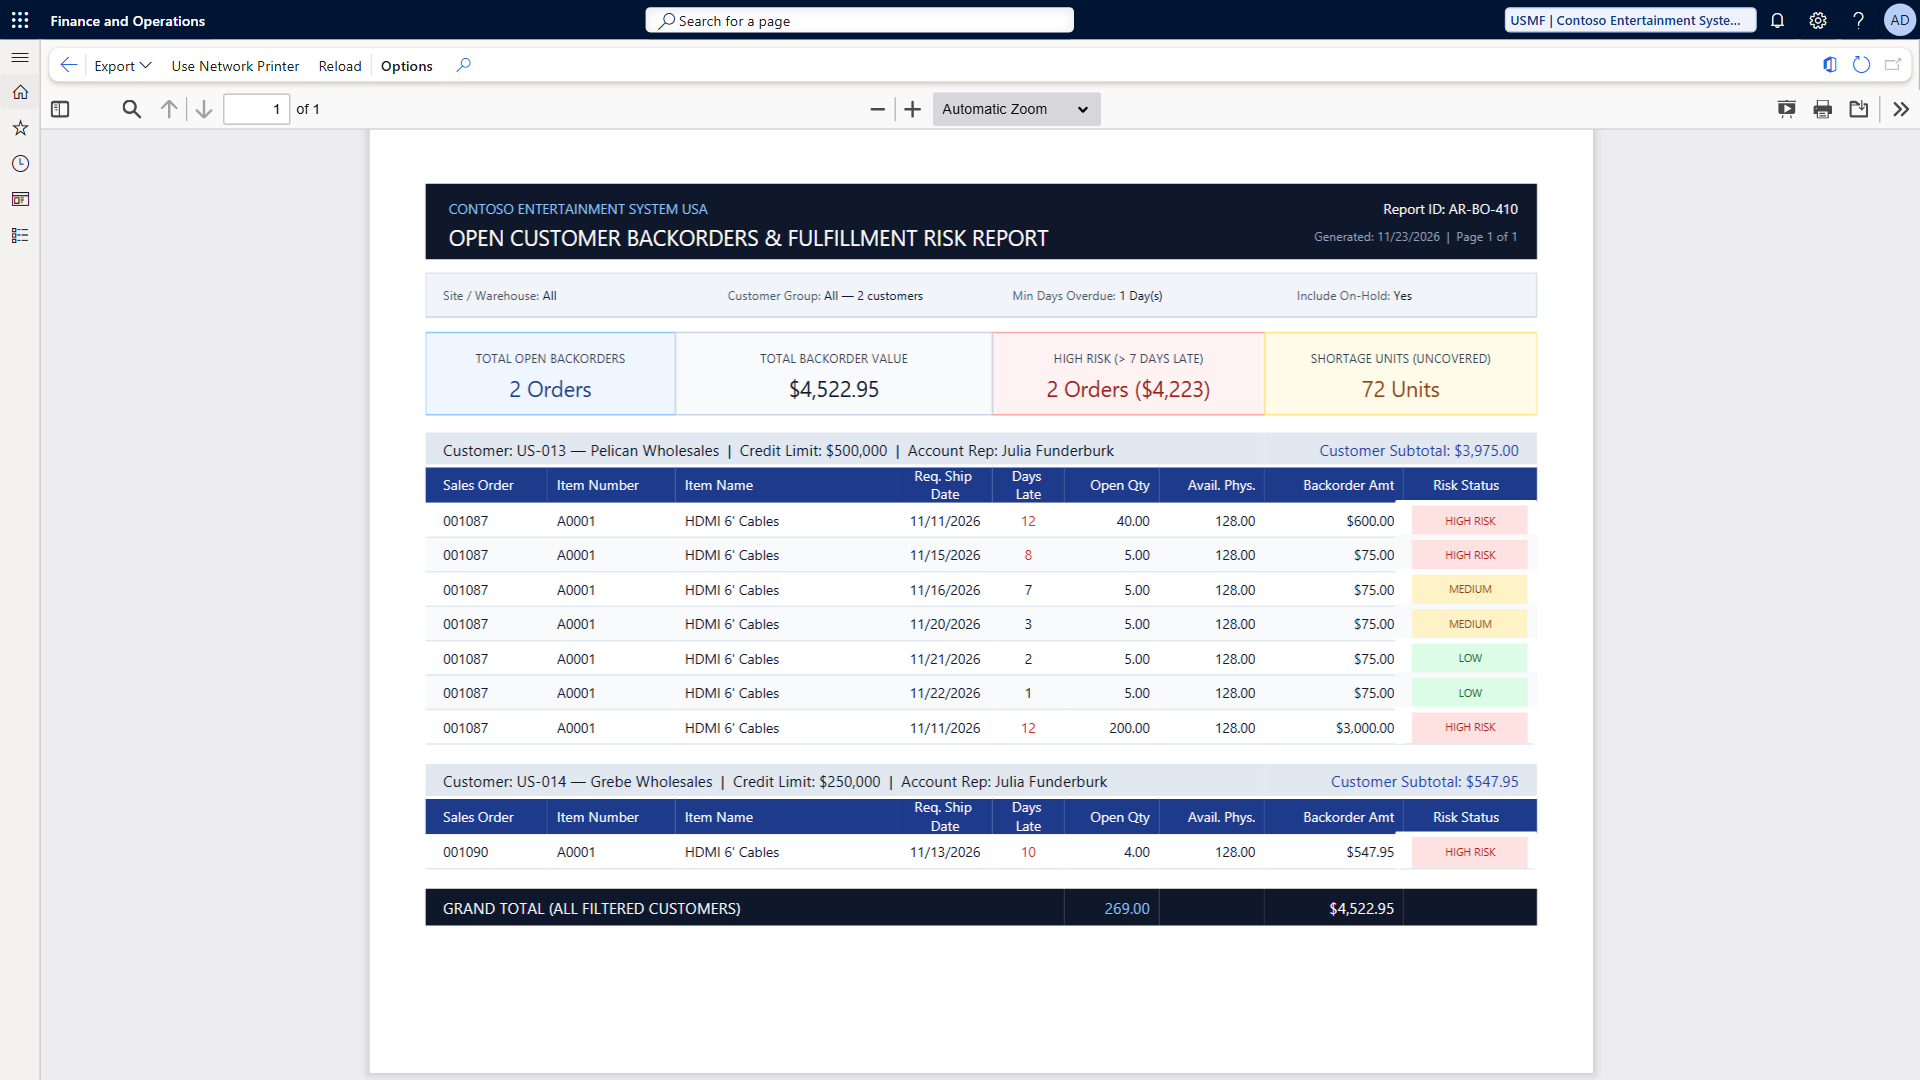 Finance and Operations
Search for a page
USMF | Contoso Entertainment Syste...
AD
Export
Use Network Printer
Reload
Options
1 of 1
Automatic Zoom
CONTOSO ENTERTAINMENT SYSTEM USA
Report ID: AR-BO-410
OPEN CUSTOMER BACKORDERS & FULFILLMENT RISK REPORT
Generated: 11/23/2026 | Page 1 of 1
Site / Warehouse: All
Customer Group: All — 2 customers
Min Days Overdue: 1 Day(s)
Include On-Hold: Yes
TOTAL OPEN BACKORDERS
2 Orders
TOTAL BACKORDER VALUE
$4,522.95
HIGH RISK (> 7 DAYS LATE)
2 Orders ($4,223)
SHORTAGE UNITS (UNCOVERED)
72 Units
Customer: US-013 — Pelican Wholesales | Credit Limit: $500,000 | Account Rep: Julia Funderburk Customer Subtotal: $3,975.00
Sales Order Item Number Item Name Req. Ship Date Days Late Open Qty Avail. Phys. Backorder Amt Risk Status
001087 A0001 HDMI 6' Cables 11/11/2026 12 40.00 128.00 $600.00 HIGH RISK
001087 A0001 HDMI 6' Cables 11/15/2026 8 5.00 128.00 $75.00 HIGH RISK
001087 A0001 HDMI 6' Cables 11/16/2026 7 5.00 128.00 $75.00 MEDIUM
001087 A0001 HDMI 6' Cables 11/20/2026 3 5.00 128.00 $75.00 MEDIUM
001087 A0001 HDMI 6' Cables 11/21/2026 2 5.00 128.00 $75.00 LOW
001087 A0001 HDMI 6' Cables 11/22/2026 1 5.00 128.00 $75.00 LOW
001087 A0001 HDMI 6' Cables 11/11/2026 12 200.00 128.00 $3,000.00 HIGH RISK
Customer: US-014 — Grebe Wholesales | Credit Limit: $250,000 | Account Rep: Julia Funderburk Customer Subtotal: $547.95
Sales Order Item Number Item Name Req. Ship Date Days Late Open Qty Avail. Phys. Backorder Amt Risk Status
001090 A0001 HDMI 6' Cables 11/13/2026 10 4.00 128.00 $547.95 HIGH RISK
GRAND TOTAL (ALL FILTERED CUSTOMERS) 269.00 $4,522.95